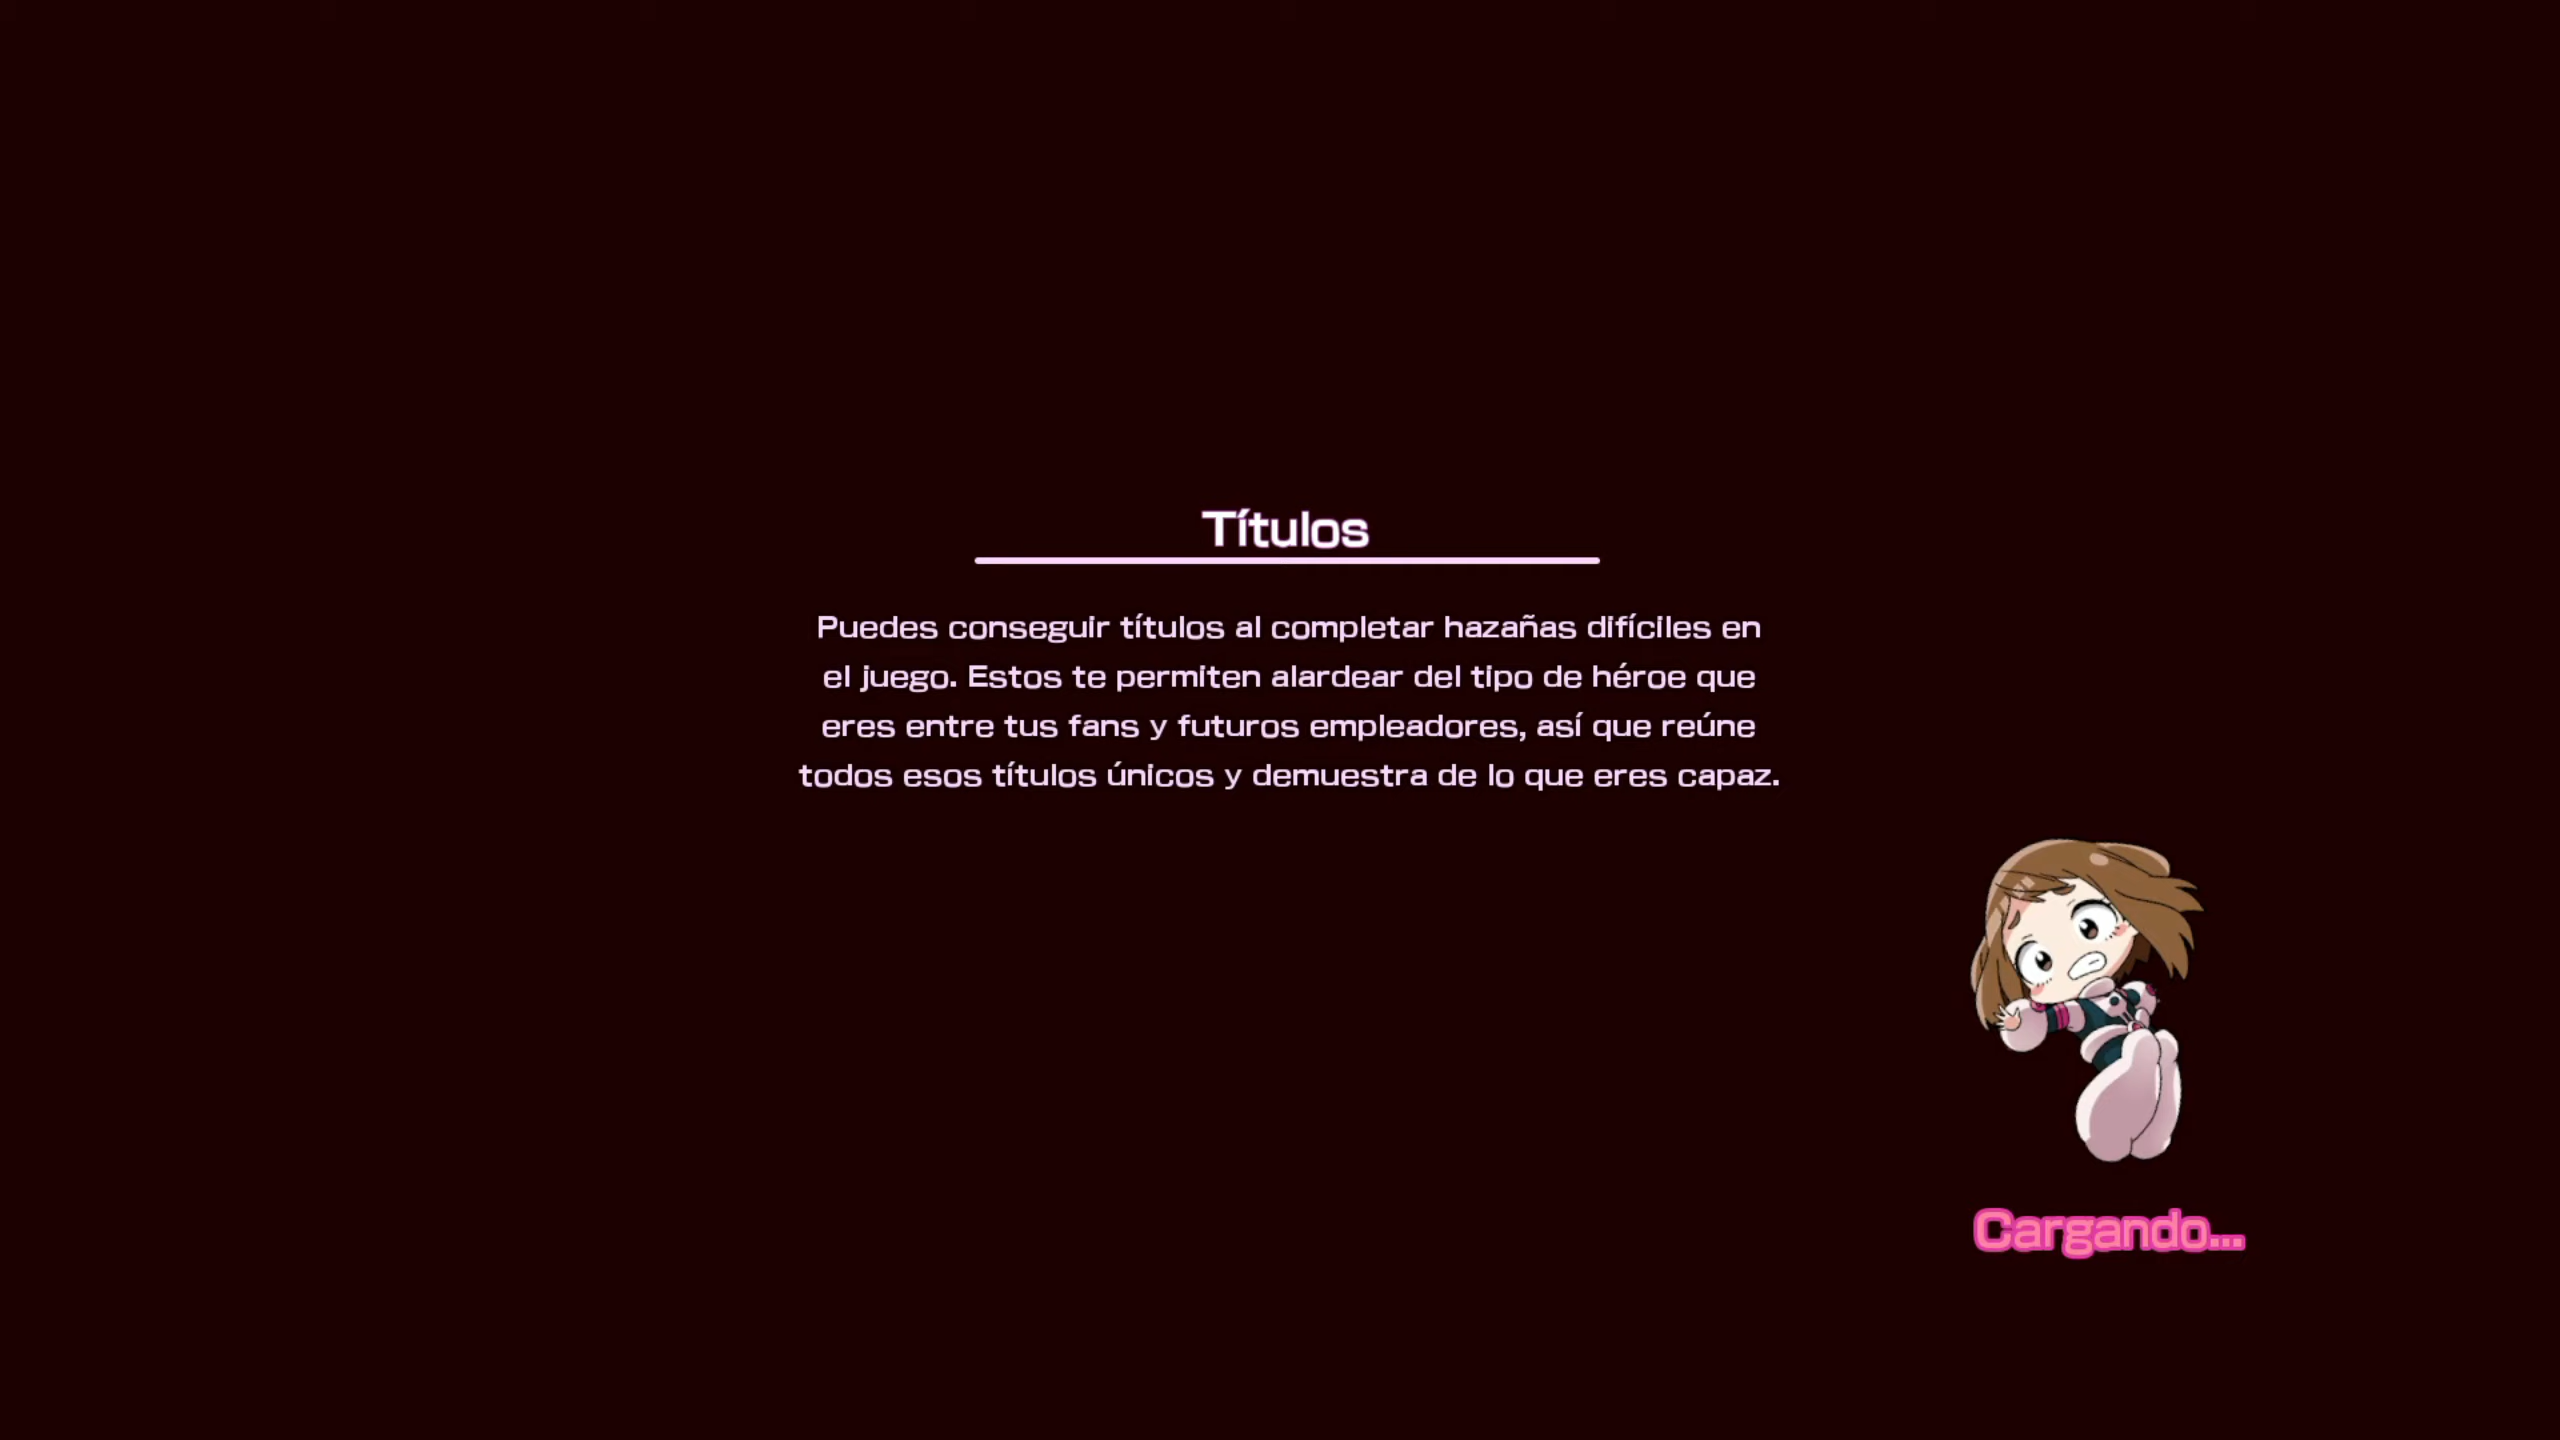 Títulos
Puedes conseguir títulos al completar hazañas difíciles en
el juego. Estos te permiten alardear del tipo de héroe que
eres entre tus fans y futuros empleadores, así que reúne
todos esos títulos únicos y demuestra de lo que eres capaz.
Cargando...